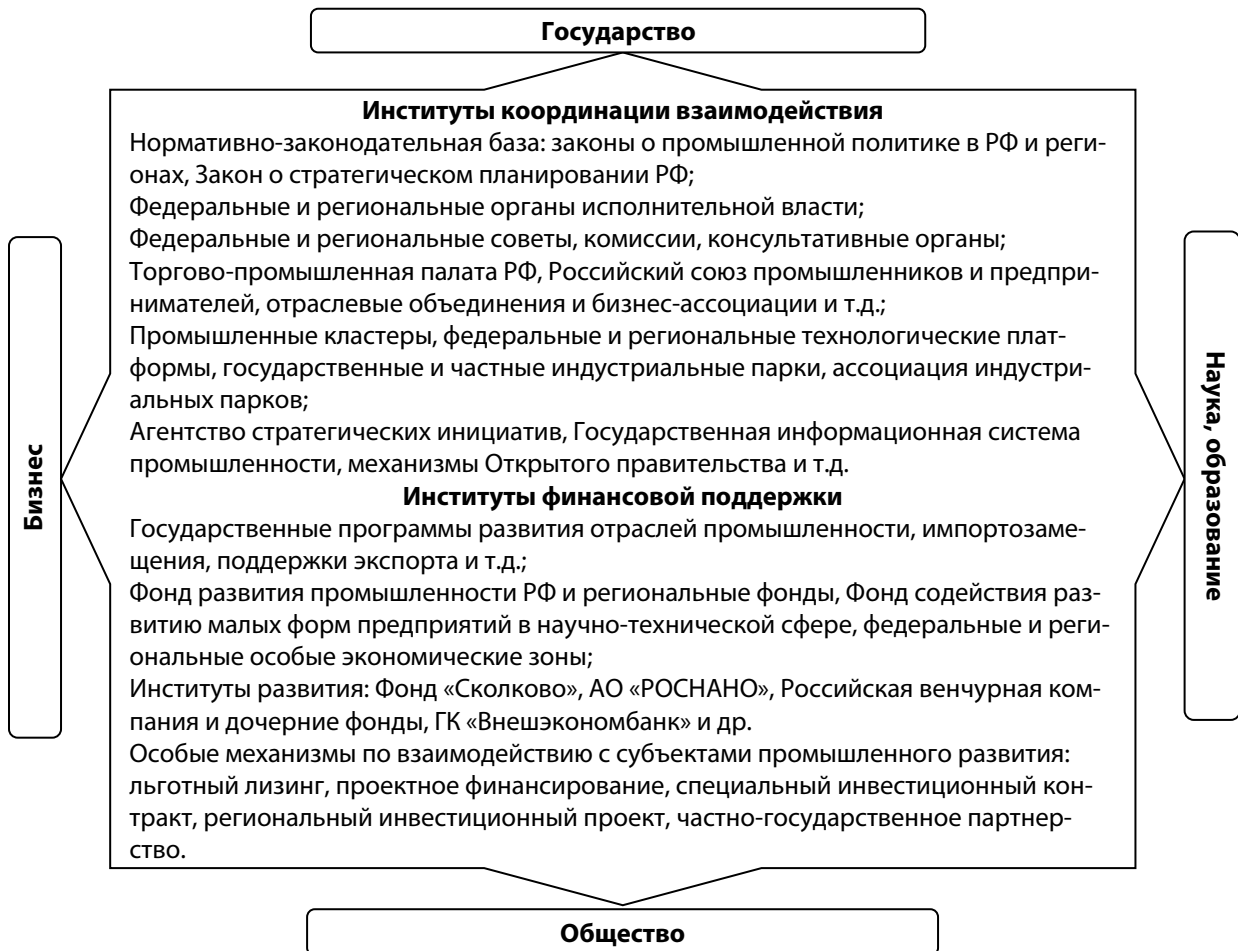 Государство
Институты координации взаимодействия
Нормативно-законодательная база: законы о промышленной политике в РФ и реги-
онах, Закон о стратегическом планировании РФ;
Федеральные и региональные органы исполнительной власти;
Федеральные и региональные советы, комиссии, консультативные органы;
Торгово-промышленная палата РФ, Российский союз промышленников и предпри-
нимателей, отраслевые объединения и бизнес-ассоциации и т.д.;
Промышленные кластеры, федеральные и региональные технологические плат-
формы, государственные и частные индустриальные парки, ассоциация индустри-
альных парков;
Агентство стратегических инициатив, Государственная информационная система
промышленности, механизмы Открытого правительства и т.д.
Институты финансовой поддержки
Государственные программы развития отраслей промышленности, импортозаме-
щения, поддержки экспорта и т.д.;
Фонд развития промышленности РФ и региональные фонды, Фонд содействия раз-
витию малых форм предприятий в научно-технической сфере, федеральные и реги-
ональные особые экономические зоны;
Институты развития: Фонд «Сколково», АО «РОСНАНО», Российская венчурная ком-
пания и дочерние фонды, ГК «Внешэкономбанк» и др.
Особые механизмы по взаимодействию с субъектами промышленного развития:
льготный лизинг, проектное финансирование, специальный инвестиционный кон-
тракт, региональный инвестиционный проект, частно-государственное партнер-
ство.
Бизнес
Наука, образование
Общество